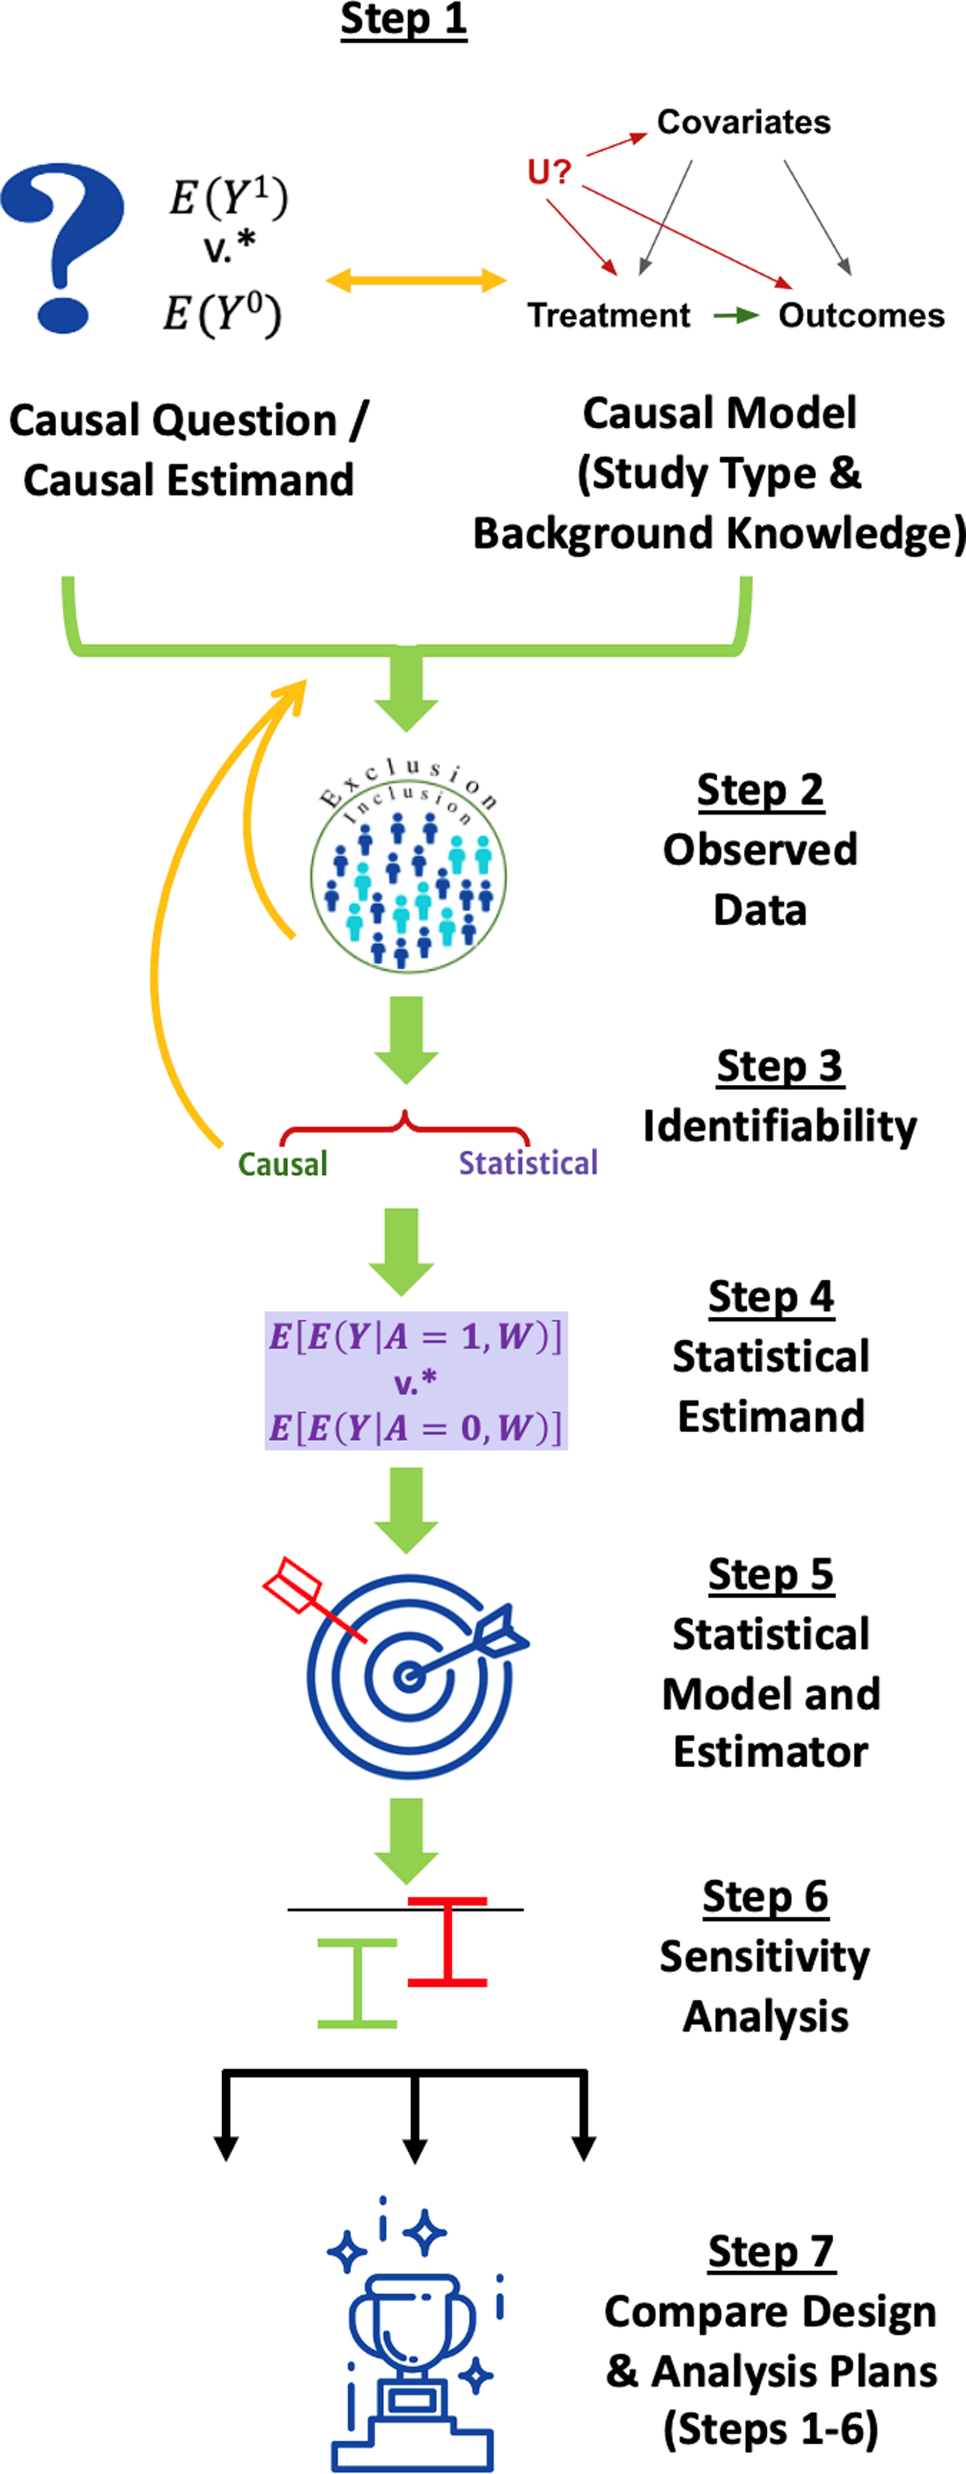 Step 1
Covariates
U?
E(Y¹)
v.*
E(Y⁰)
Treatment
Outcomes
Causal Question /
Causal Estimand
Causal Model
(Study Type &
Background Knowledge)
Exclusion
Inclusion
Step 2
Observed
Data
Step 3
Identifiability
Causal
Statistical
E[E(Y|A = 1, W)]
v.*
E[E(Y|A = 0, W)]
Step 4
Statistical
Estimand
Step 5
Statistical
Model and
Estimator
Step 6
Sensitivity
Analysis
Step 7
Compare Design
& Analysis Plans
(Steps 1-6)